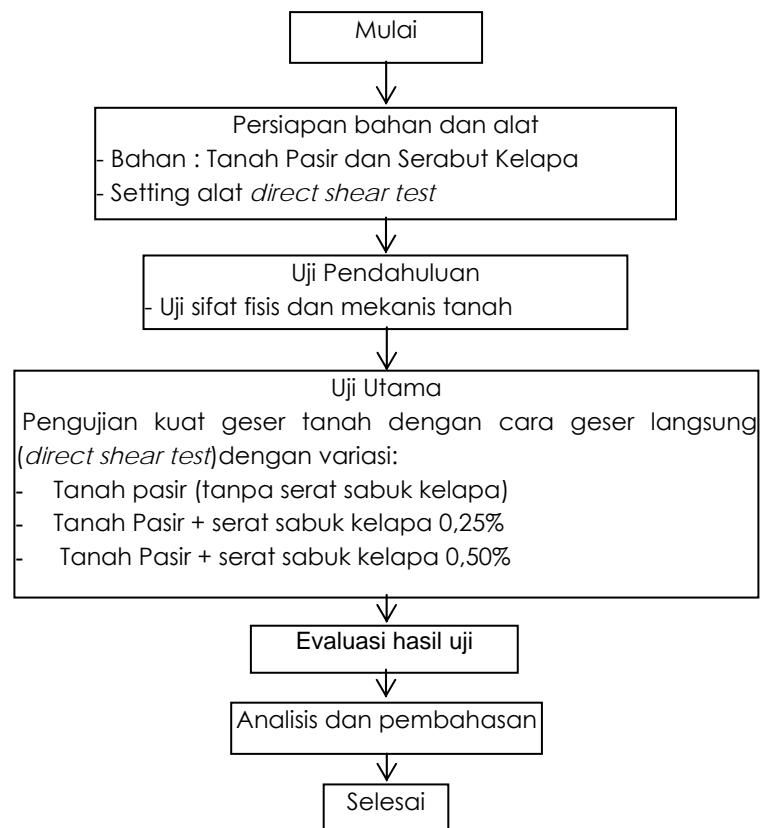 Mulai
Persiapan bahan dan alat
- Bahan : Tanah Pasir dan Serabut Kelapa
- Setting alat direct shear test
Uji Pendahuluan
- Uji sifat fisis dan mekanis tanah
Uji Utama
Pengujian kuat geser tanah dengan cara geser langsung
(direct shear test)dengan variasi:
- Tanah pasir (tanpa serat sabuk kelapa)
- Tanah Pasir + serat sabuk kelapa 0,25%
- Tanah Pasir + serat sabuk kelapa 0,50%
Evaluasi hasil uji
Analisis dan pembahasan
Selesai